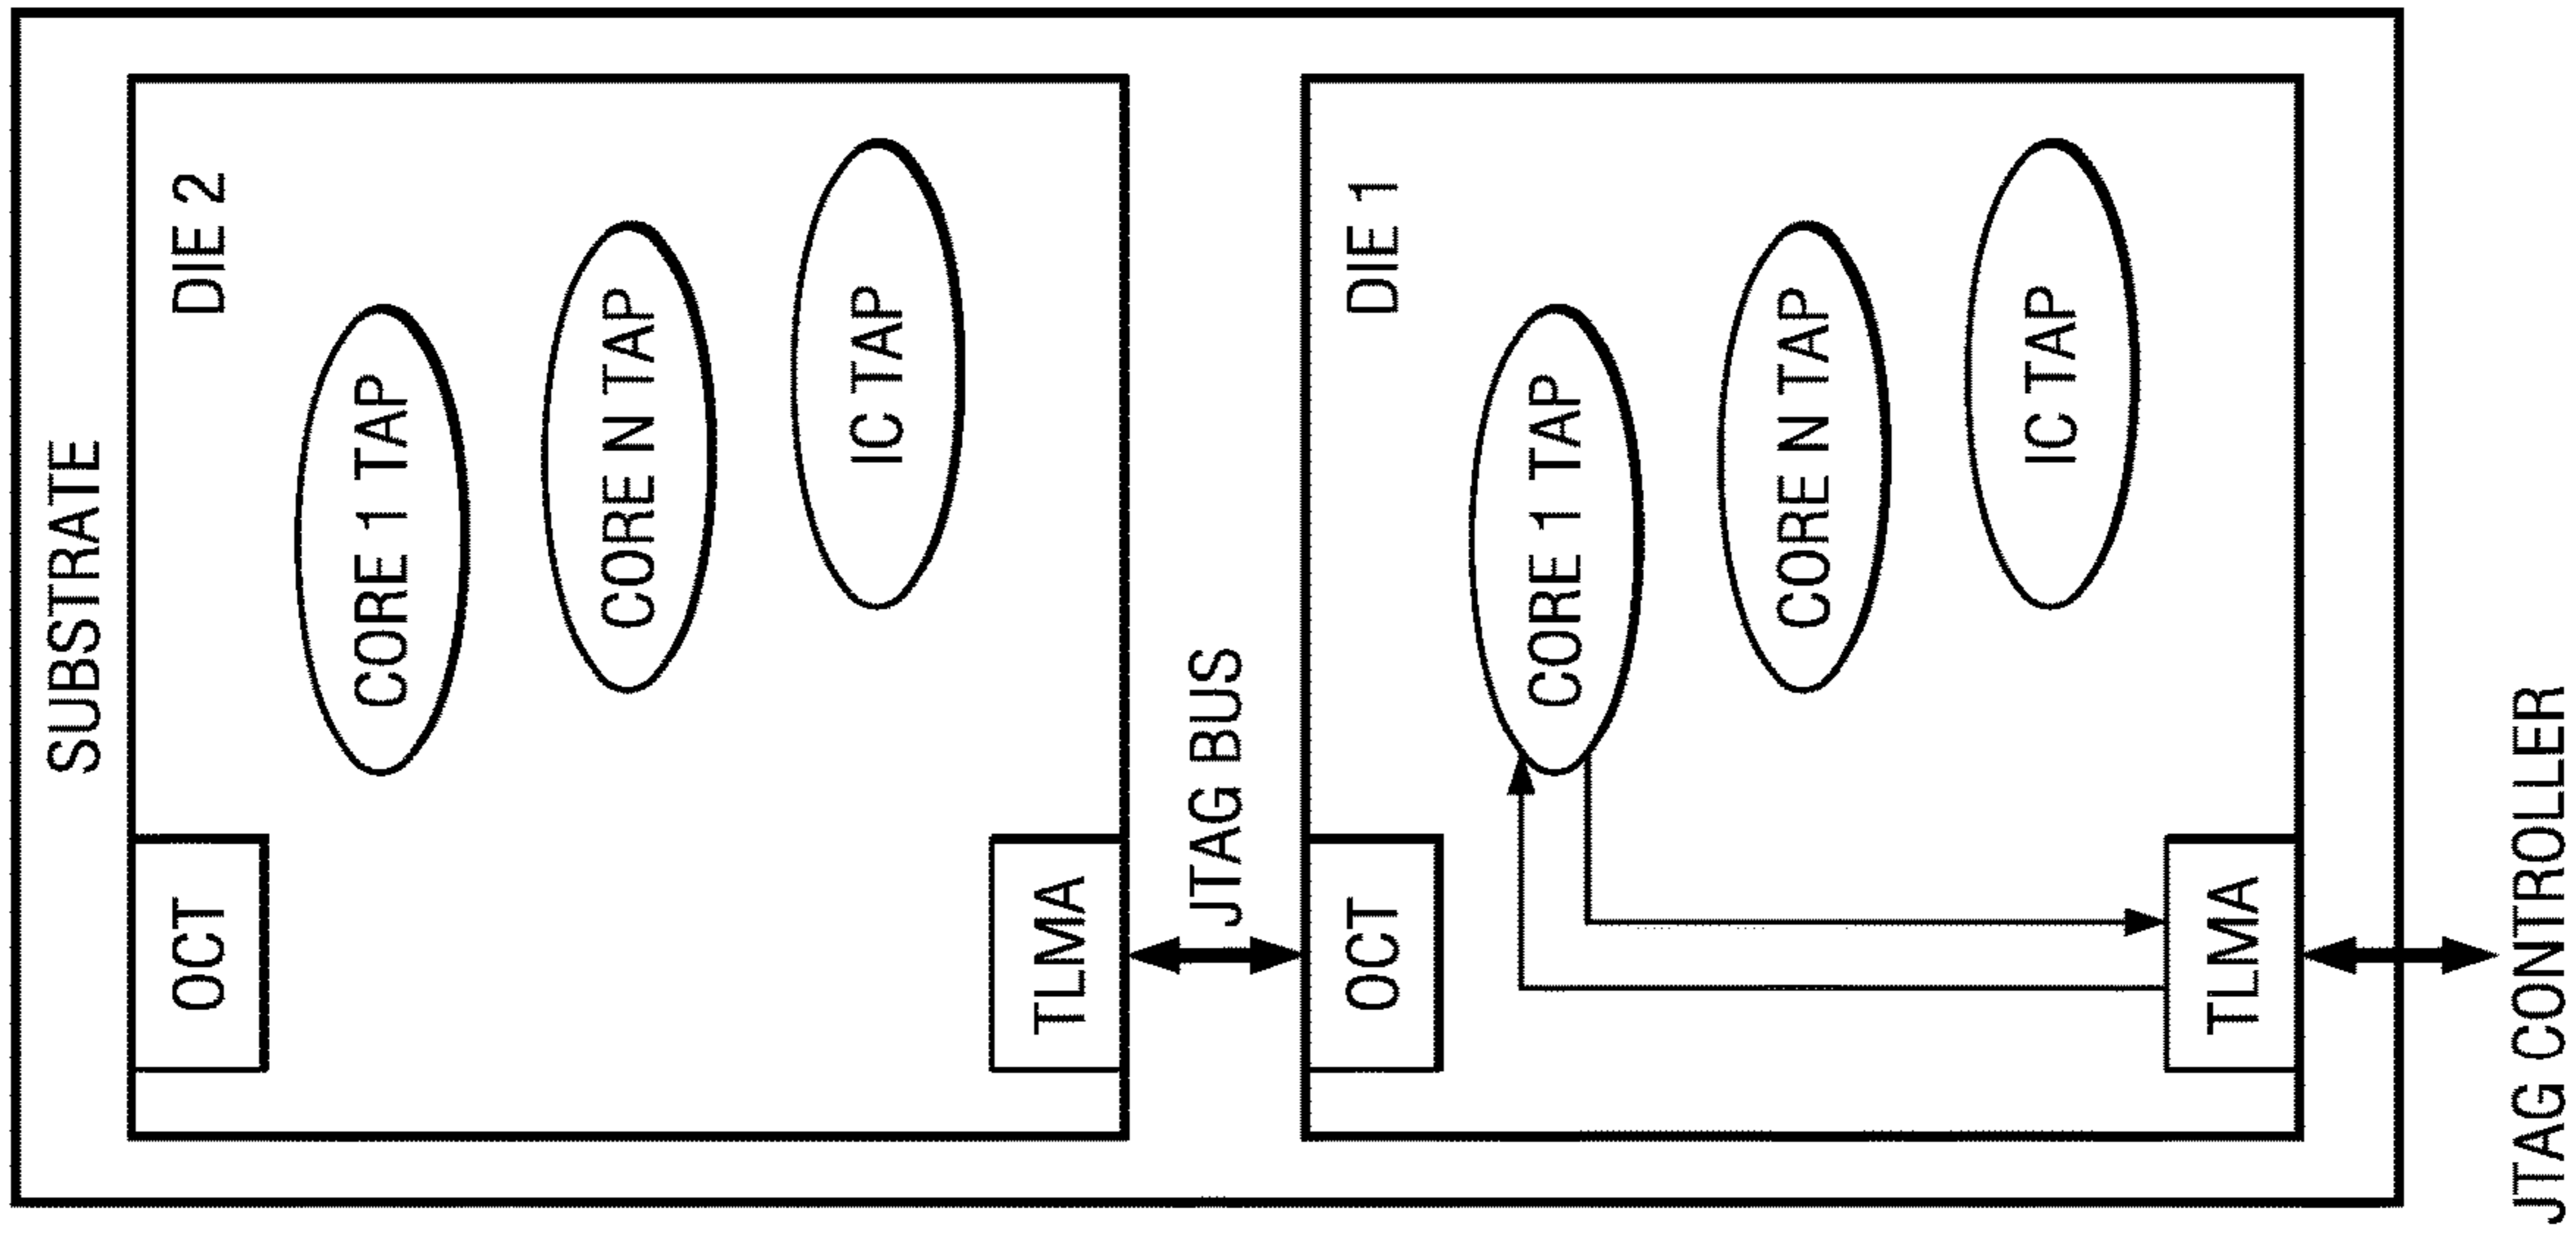 SUBSTRATE
DIE 2
OCT
CORE 1 TAP
CORE N TAP
IC TAP
TLMA
JTAG BUS
DIE 1
OCT
CORE 1 TAP
CORE N TAP
IC TAP
TLMA
JTAG CONTROLLER